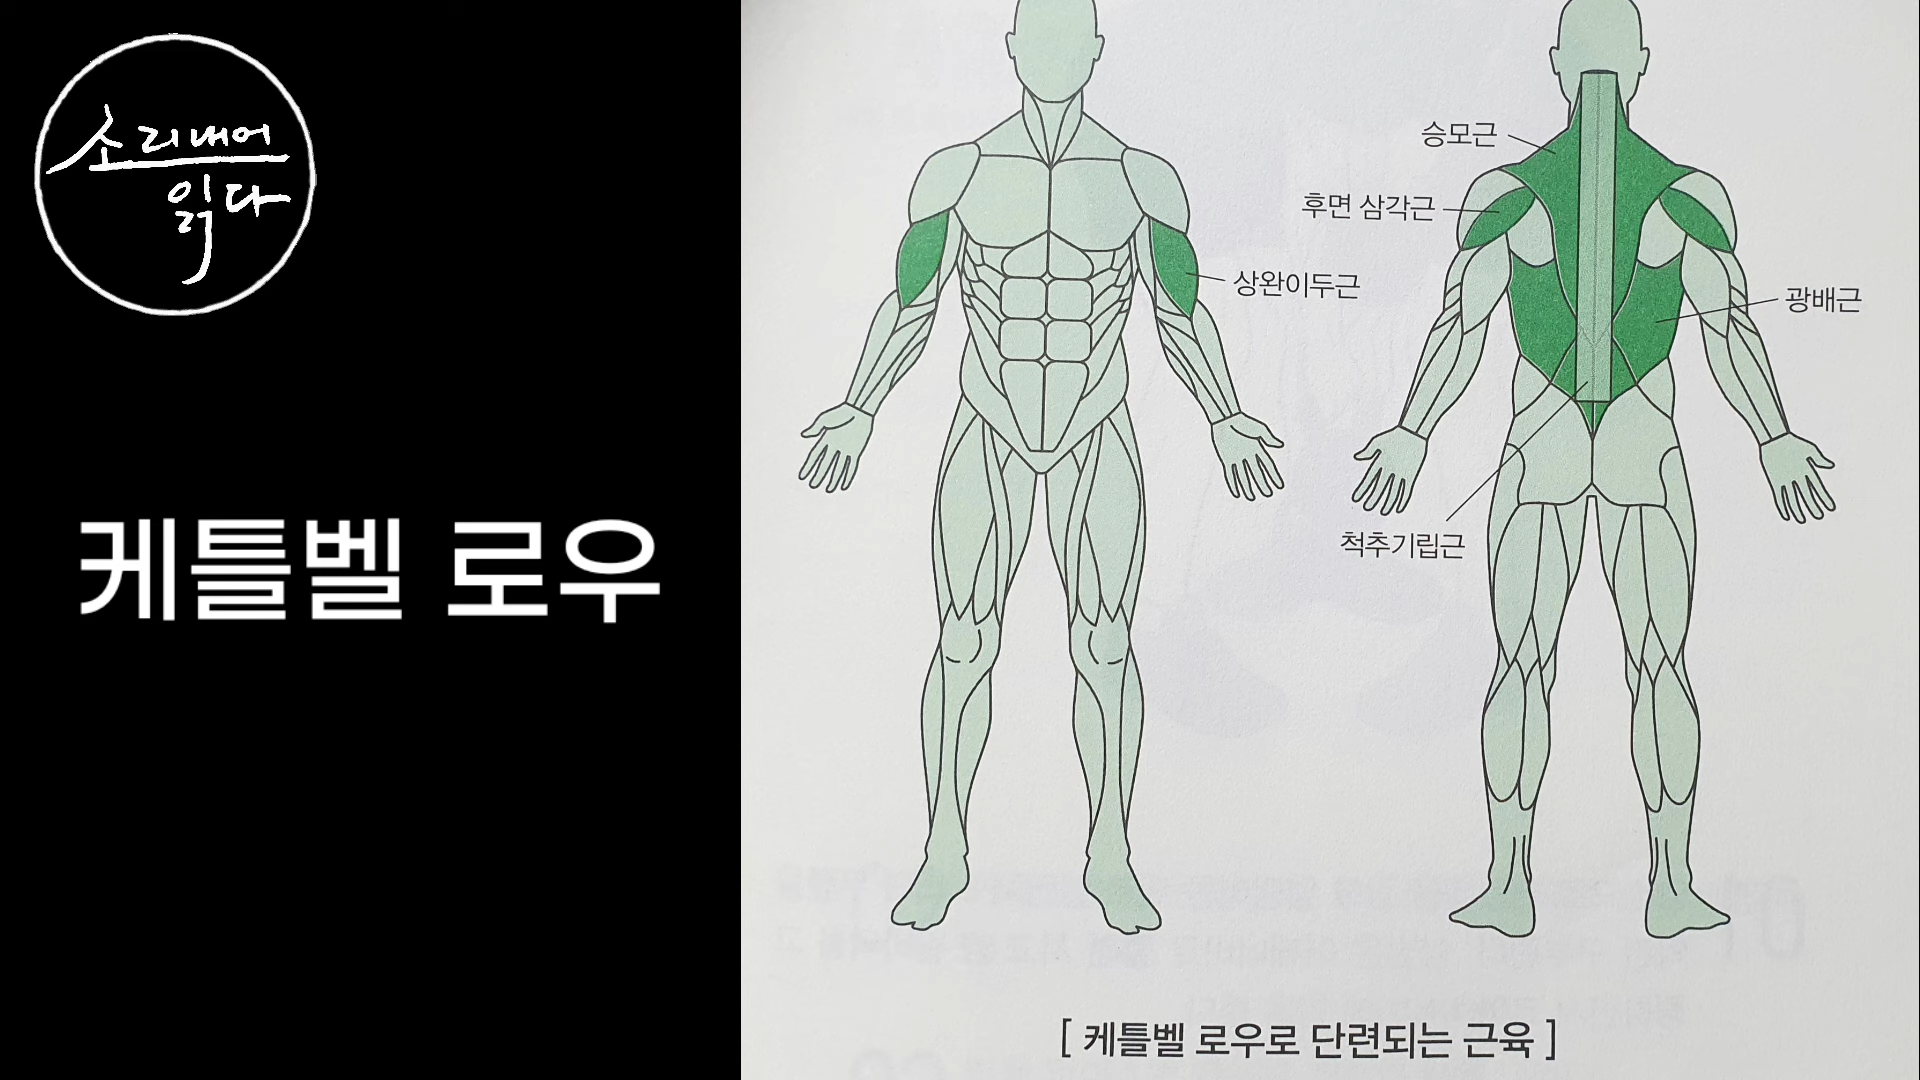 소리내어
읽다
케틀벨 로우
승모근
후면 삼각근
상완이두근
광배근
척추기립근
[ 케틀벨 로우로 단련되는 근육 ]